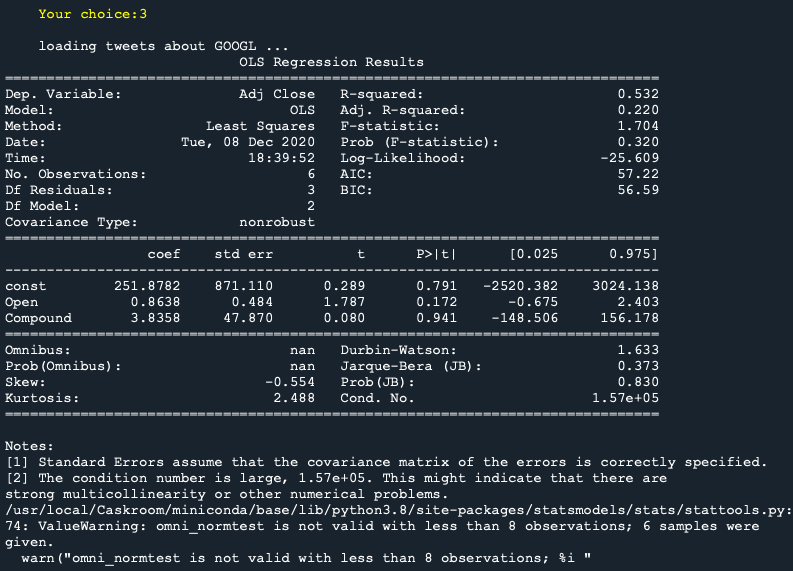 Your choice:3
loading tweets about GOOGL ...
OLS Regression Results
==============================================================================
Dep. Variable: Adj Close R-squared: 0.532
Model: OLS Adj. R-squared: 0.220
Method: Least Squares F-statistic: 1.704
Date: Tue, 08 Dec 2020 Prob (F-statistic): 0.320
Time: 18:39:52 Log-Likelihood: -25.609
No. Observations: 6 AIC: 57.22
Df Residuals: 3 BIC: 56.59
Df Model: 2
Covariance Type: nonrobust
==============================================================================
coef std err t P>|t| [0.025 0.975]
------------------------------------------------------------------------------
const 251.8782 871.110 0.289 0.791 -2520.382 3024.138
Open 0.8638 0.484 1.787 0.172 -0.675 2.403
Compound 3.8358 47.870 0.080 0.941 -148.506 156.178
==============================================================================
Omnibus: nan Durbin-Watson: 1.633
Prob(Omnibus): nan Jarque-Bera (JB): 0.373
Skew: -0.554 Prob(JB): 0.830
Kurtosis: 2.488 Cond. No. 1.57e+05
==============================================================================
Notes:
[1] Standard Errors assume that the covariance matrix of the errors is correctly specified.
[2] The condition number is large, 1.57e+05. This might indicate that there are
strong multicollinearity or other numerical problems.
/usr/local/Caskroom/miniconda/base/lib/python3.8/site-packages/statsmodels/stats/stattools.py:
74: ValueWarning: omni_normtest is not valid with less than 8 observations; 6 samples were
given.
warn("omni_normtest is not valid with less than 8 observations; %i "